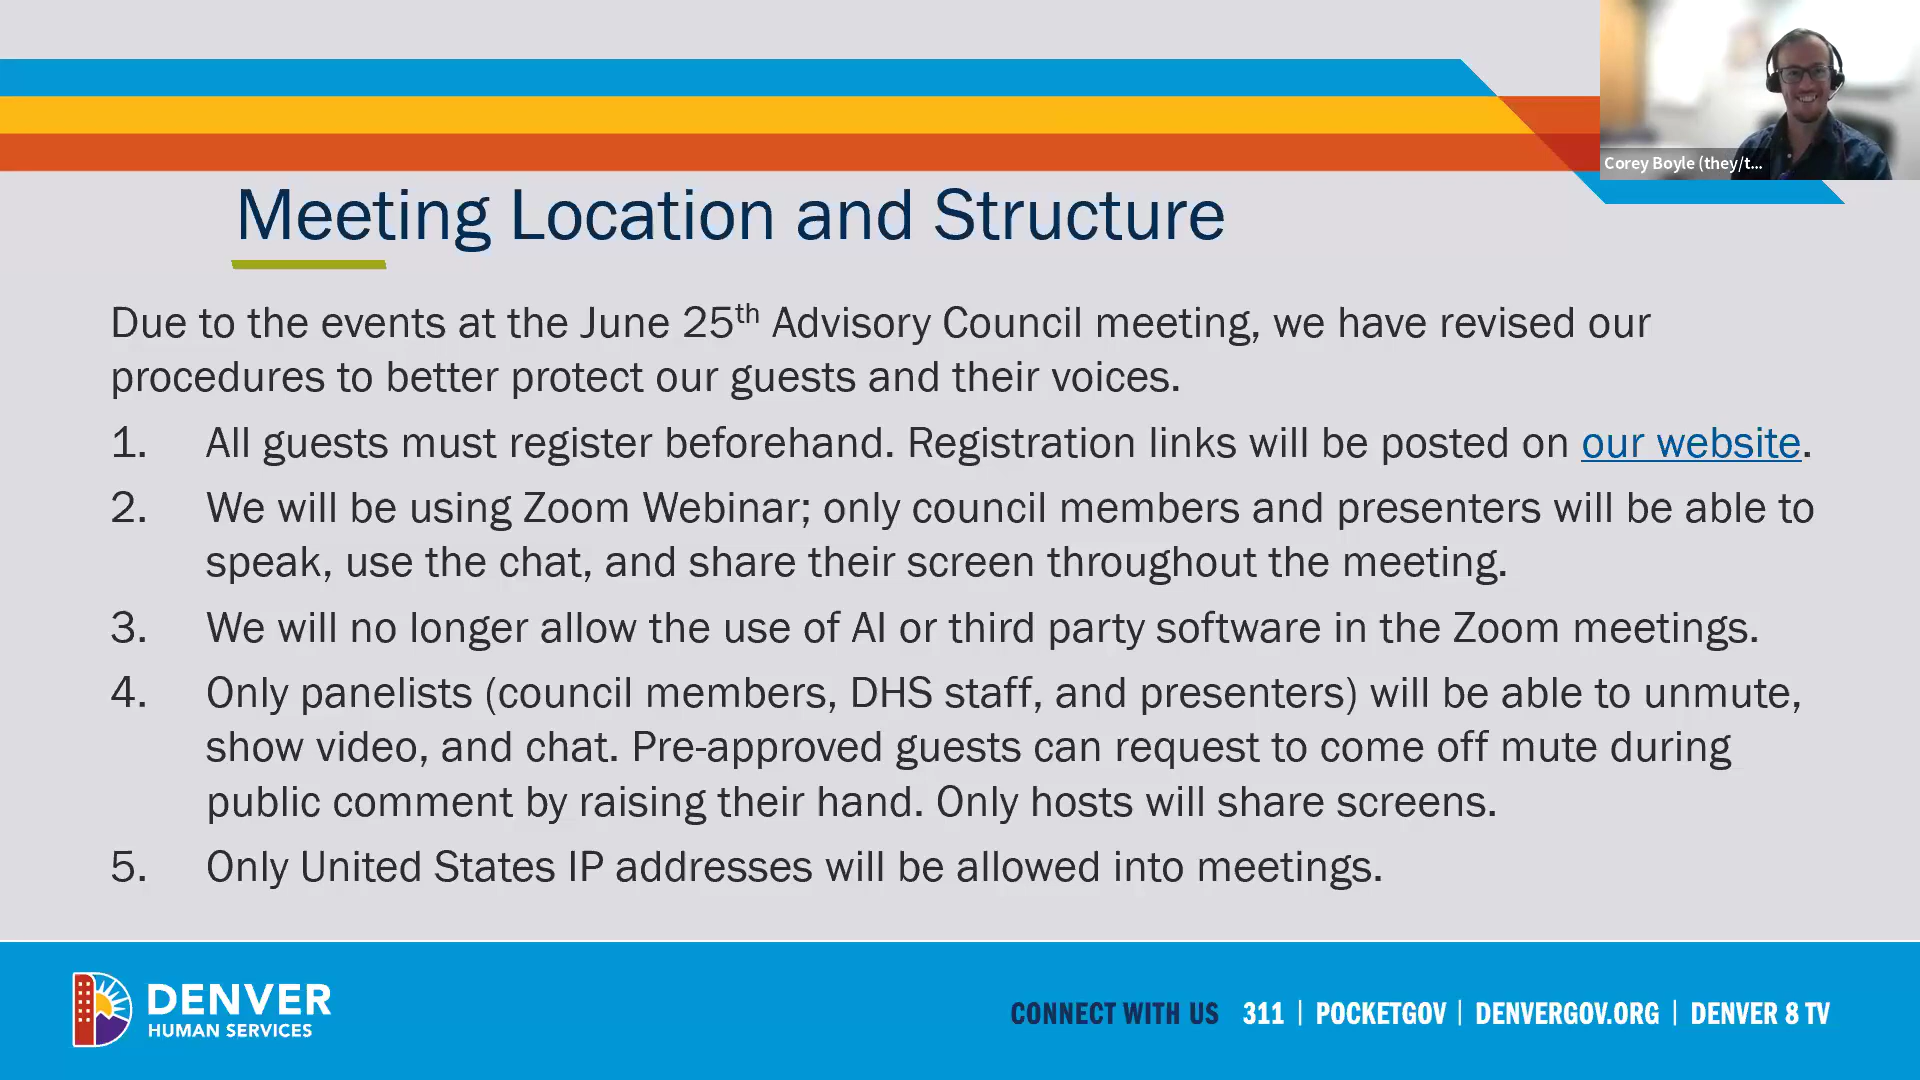 Corey Boyle (they/t...
Meeting Location and Structure
Due to the events at the June 25th Advisory Council meeting, we have revised our
procedures to better protect our guests and their voices.
1. All guests must register beforehand. Registration links will be posted on our website.
2. We will be using Zoom Webinar; only council members and presenters will be able to
speak, use the chat, and share their screen throughout the meeting.
3. We will no longer allow the use of AI or third party software in the Zoom meetings.
4. Only panelists (council members, DHS staff, and presenters) will be able to unmute,
show video, and chat. Pre-approved guests can request to come off mute during
public comment by raising their hand. Only hosts will share screens.
5. Only United States IP addresses will be allowed into meetings.
DENVER
HUMAN SERVICES
CONNECT WITH US 311 | POCKETGOV | DENVERGOV.ORG | DENVER 8 TV